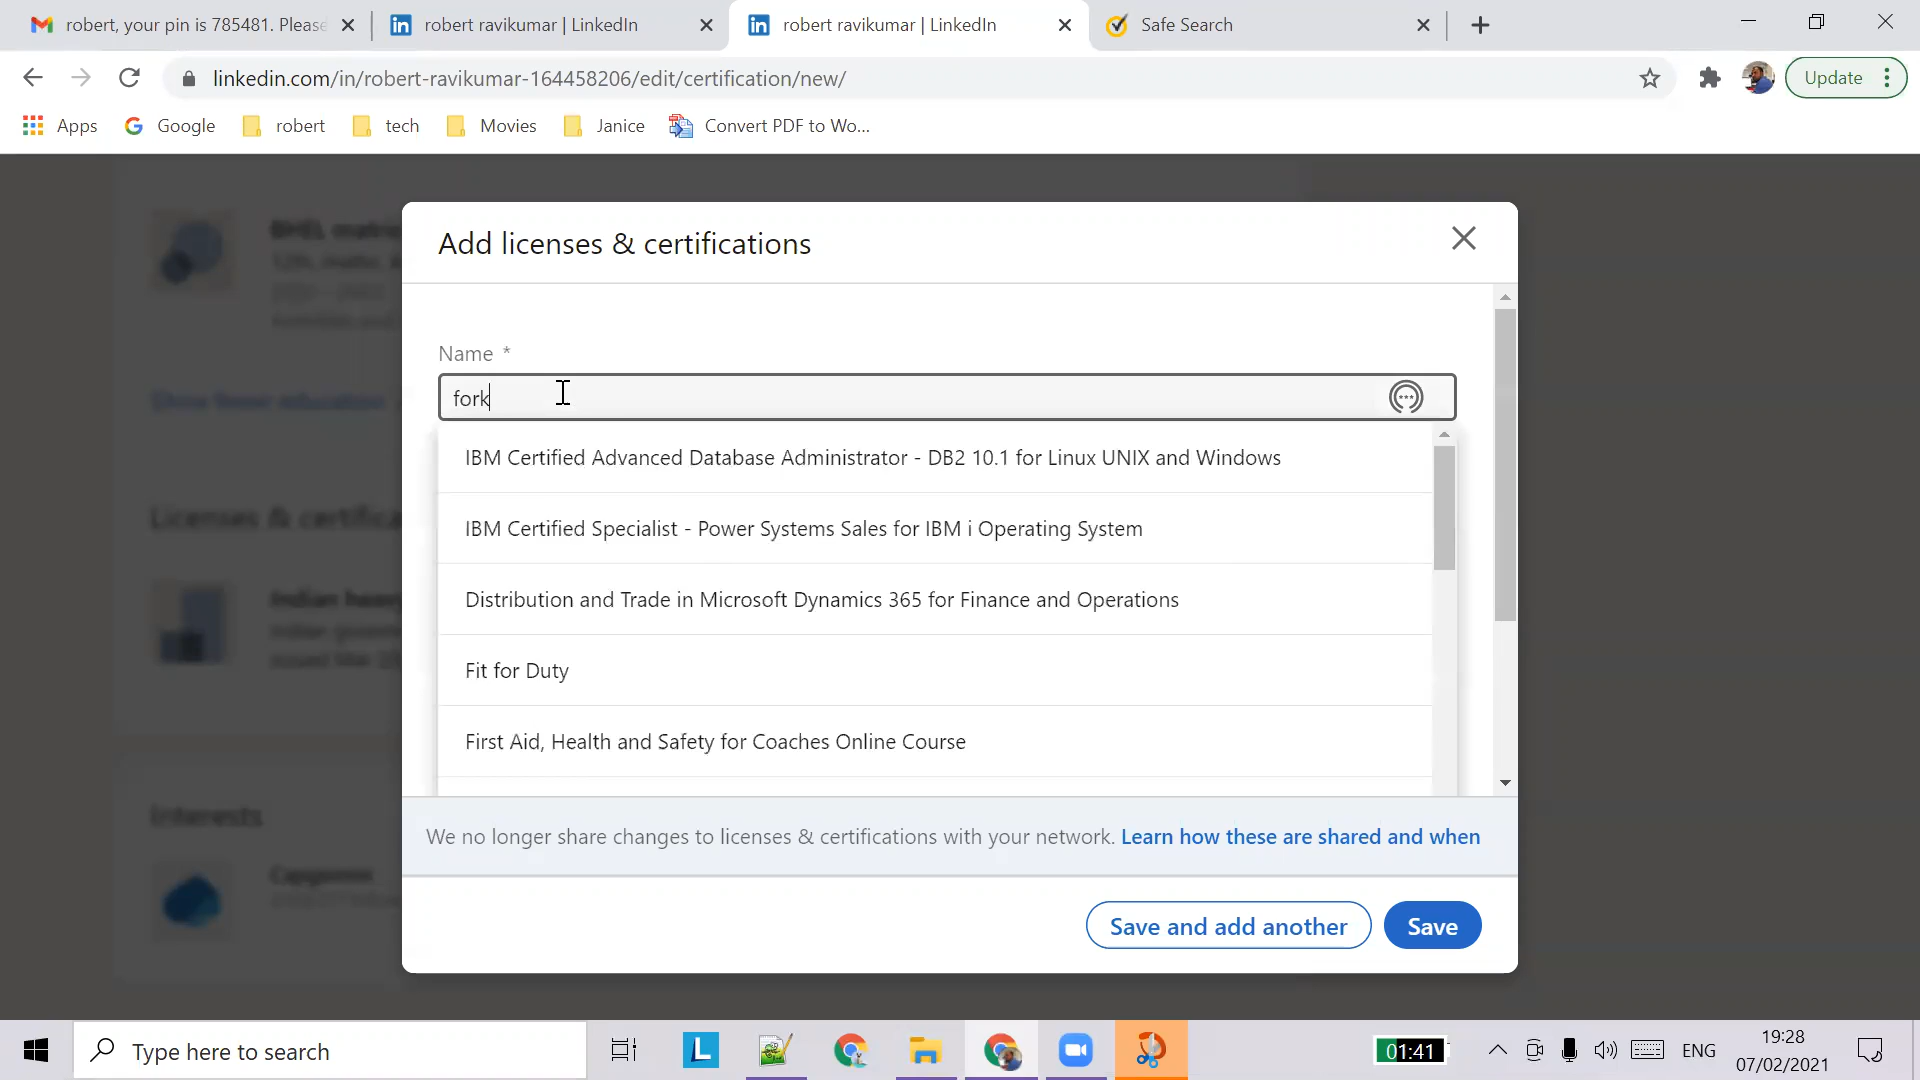 robert, your pin is 785481. Please
robert ravikumar | LinkedIn
robert ravikumar | LinkedIn
Safe Search
linkedin.com/in/robert-ravikumar-164458206/edit/certification/new/
Update
Apps
Google
robert
tech
Movies
Janice
Convert PDF to Wo...
BHEL matric
Add licenses & certifications
Name *
fork
IBM Certified Advanced Database Administrator - DB2 10.1 for Linux UNIX and Windows
IBM Certified Specialist - Power Systems Sales for IBM i Operating System
Distribution and Trade in Microsoft Dynamics 365 for Finance and Operations
Fit for Duty
First Aid, Health and Safety for Coaches Online Course
Licenses & certifica
Interests
Capgemini
We no longer share changes to licenses & certifications with your network. Learn how these are shared and when
Save and add another
Save
Type here to search
01:41
ENG
19:28
07/02/2021